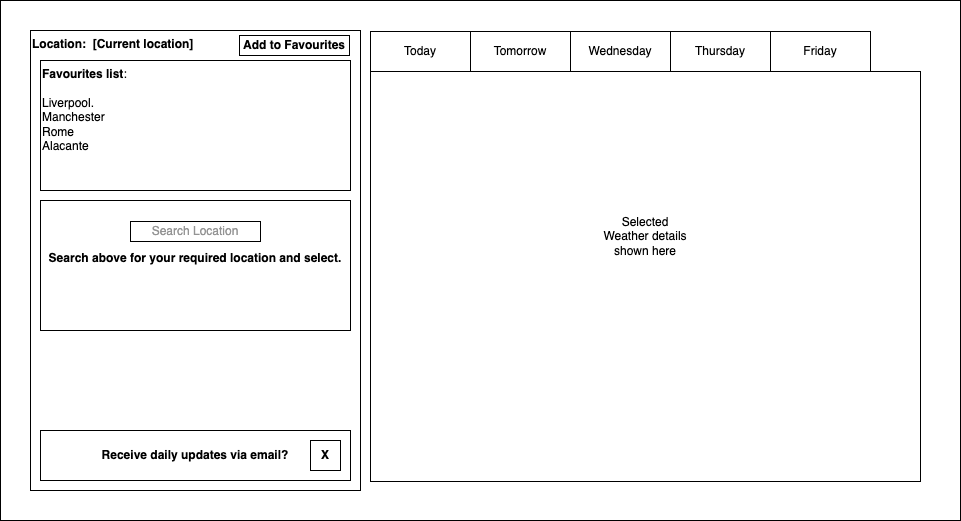 Location:  [Current location]
Add to Favourites
Favourites list:
Liverpool.
Manchester
Rome
Alacante
Search Location
Search above for your required location and select.
Receive daily updates via email?
X
Today
Tomorrow
Wednesday
Thursday
Friday
Selected
Weather details
shown here